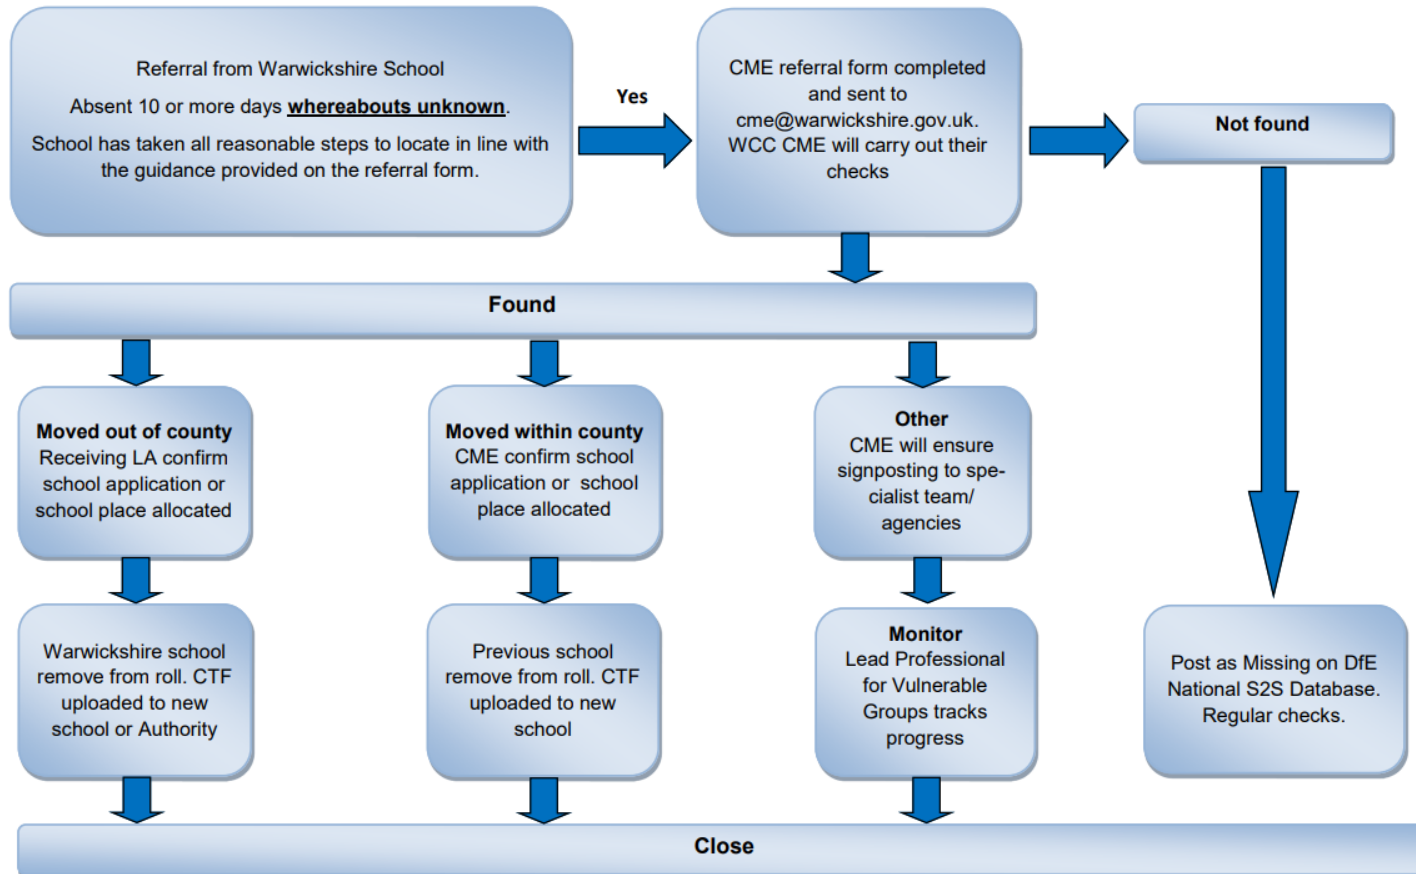 Referral from Warwickshire School
Absent 10 or more days whereabouts unknown.
School has taken all reasonable steps to locate in line with
the guidance provided on the referral form.
Yes
CME referral form completed
and sent to
cme@warwickshire.gov.uk.
WCC CME will carry out their
checks
Not found
Found
Moved out of county
Receiving LA confirm
school application or
school place allocated
Moved within county
CME confirm school
application or  school
place allocated
Other
CME will ensure
signposting to spe-
cialist team/
agencies
Warwickshire school
remove from roll. CTF
uploaded to new
school or Authority
Previous school
remove from roll. CTF
uploaded to new
school
Monitor
Lead Professional
for Vulnerable
Groups tracks
progress
Post as Missing on DfE
National S2S Database.
Regular checks.
Close